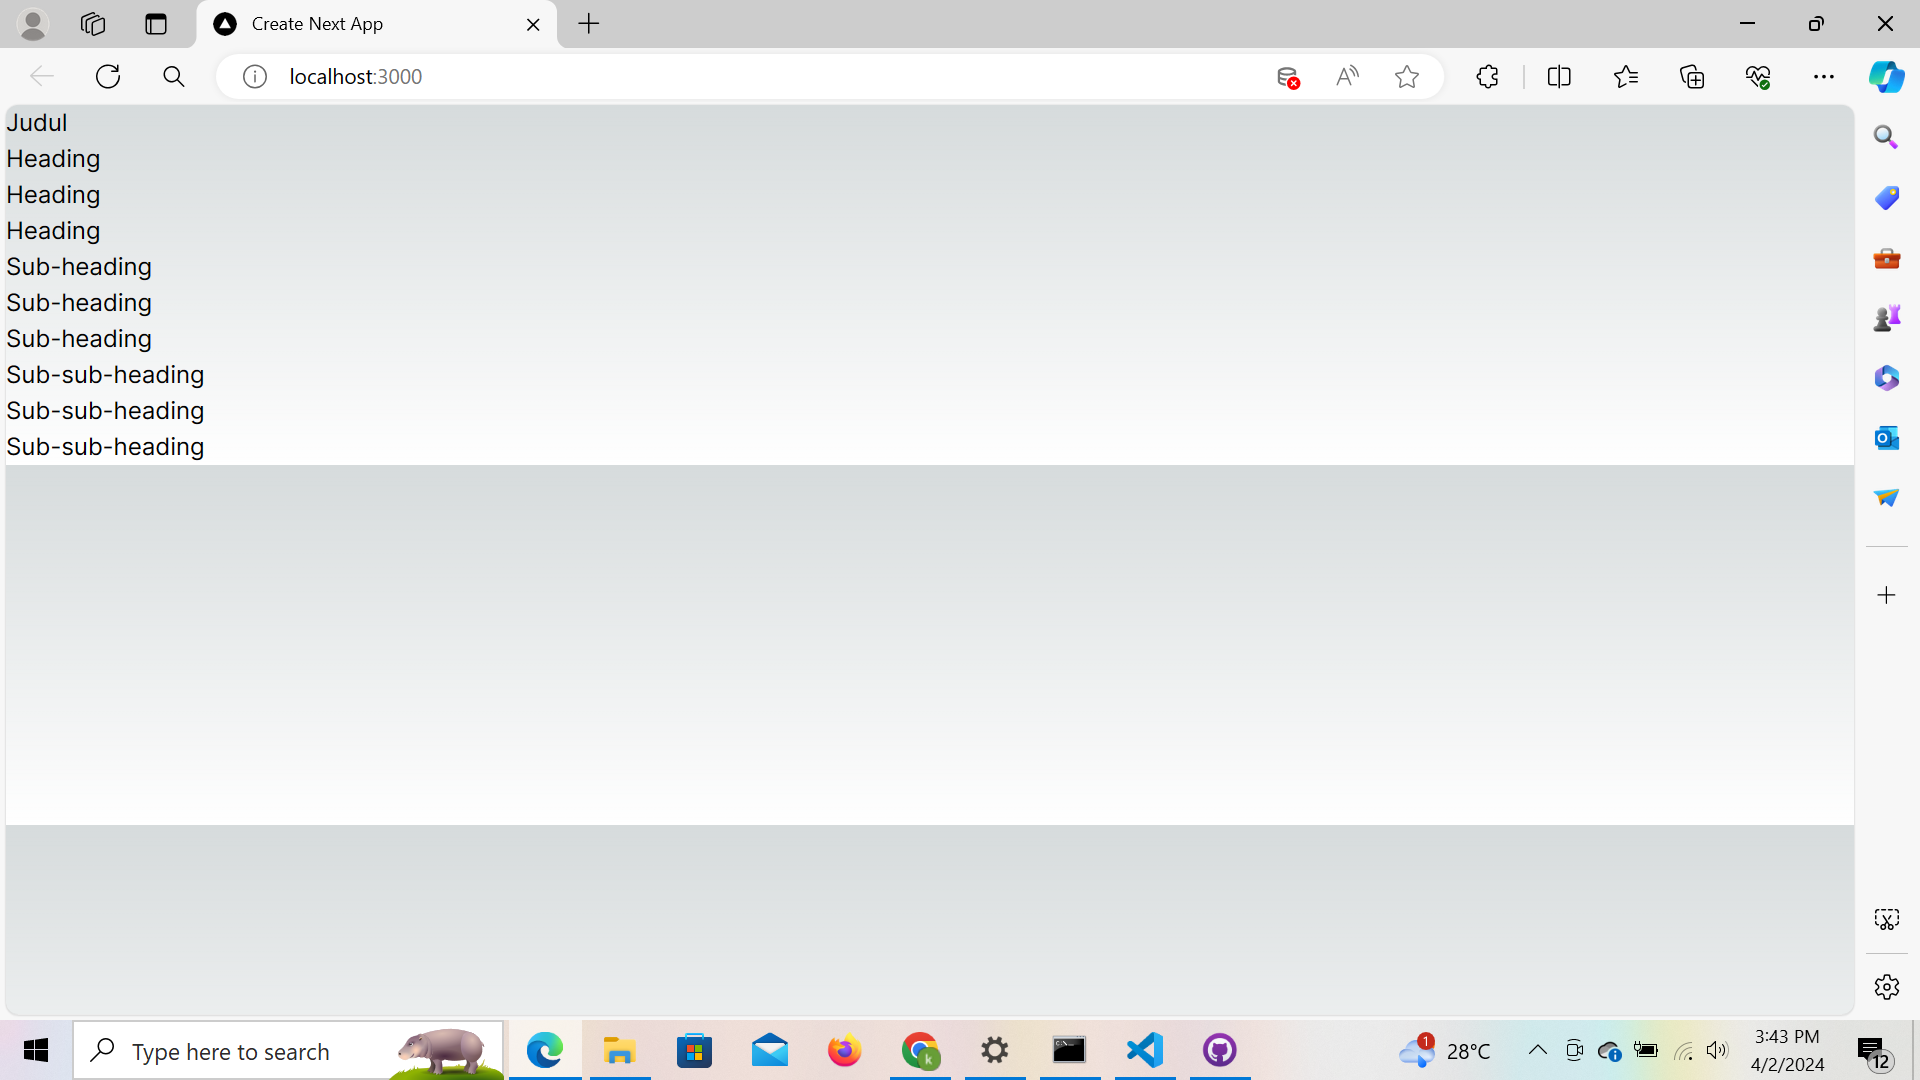 Create Next App
localhost:3000
Judul
Heading
Heading
Heading
Sub-heading
Sub-heading
Sub-heading
Sub-sub-heading
Sub-sub-heading
Sub-sub-heading
Type here to search
k
1
28°C
3:43 PM
4/2/2024
12